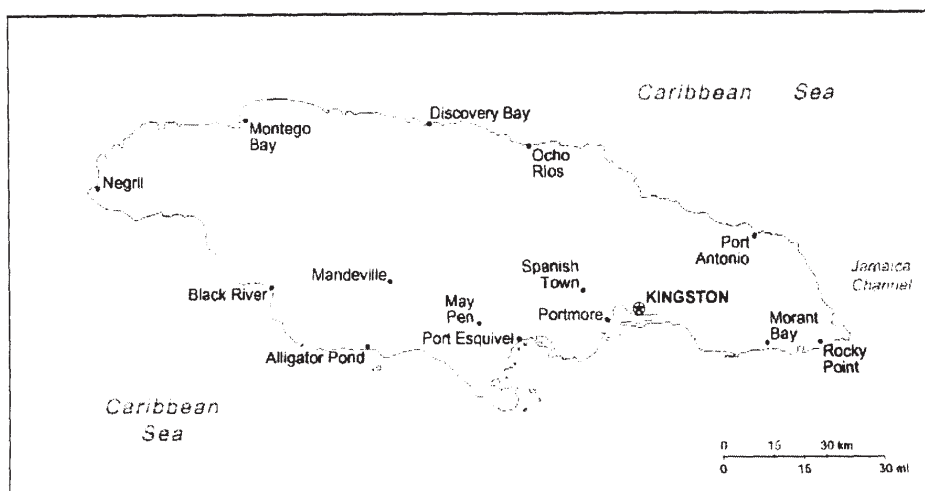 Caribbean Sea
Discovery Bay
Montego
Bay
Ocho
Rios
Negril
Port
Antonio
Jamaica
Channel
Spanish
Town
Mandeville
Black River
KINGSTON
May
Pen
Portmore
Port Esquivel
Morant
Bay
Alligator Pond
Rocky
Point
Caribbean
Sea
0 15 30 km
0 15 30 mi